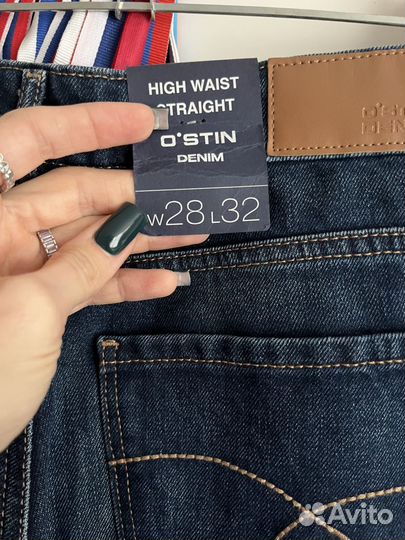 HIGH WAIST
STRAIGHT
O'STIN
DENIM
W28 L32
O'STIN
DENIM
Avito